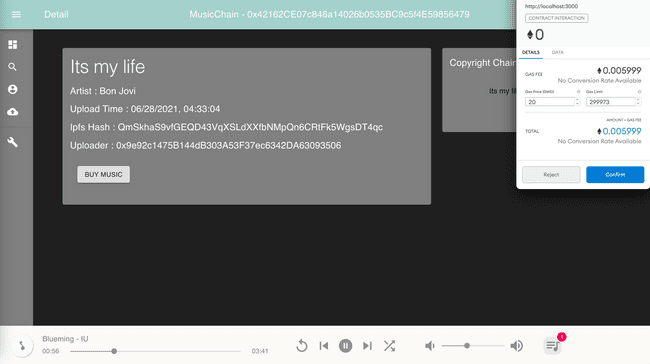 Detail
MusicChain - 0x42162CE07c846a14026b0535BC9c5f4E59856479
http://localhost:3000
CONTRACT INTERACTION
0
DETAILS
DATA
GAS FEE
0.005999
No Conversion Rate Available
Gas Price (GWEI)
Gas Limit
20
299973
AMOUNT + GAS FEE
TOTAL
0.005999
No Conversion Rate Available
Reject
Confirm
Its my life
Artist : Bon Jovi
Upload Time : 06/28/2021, 04:33:04
Ipfs Hash : QmSkhaS9vfGEQD43VqXSLdXXfbNMpQn6CRtFk5WgsDT4qc
Uploader : 0x9e92c1475B144dB303A53F37ec6342DA63093506
BUY MUSIC
Copyright Chain
Its my li
Blueming - IU
00:56
03:41
1